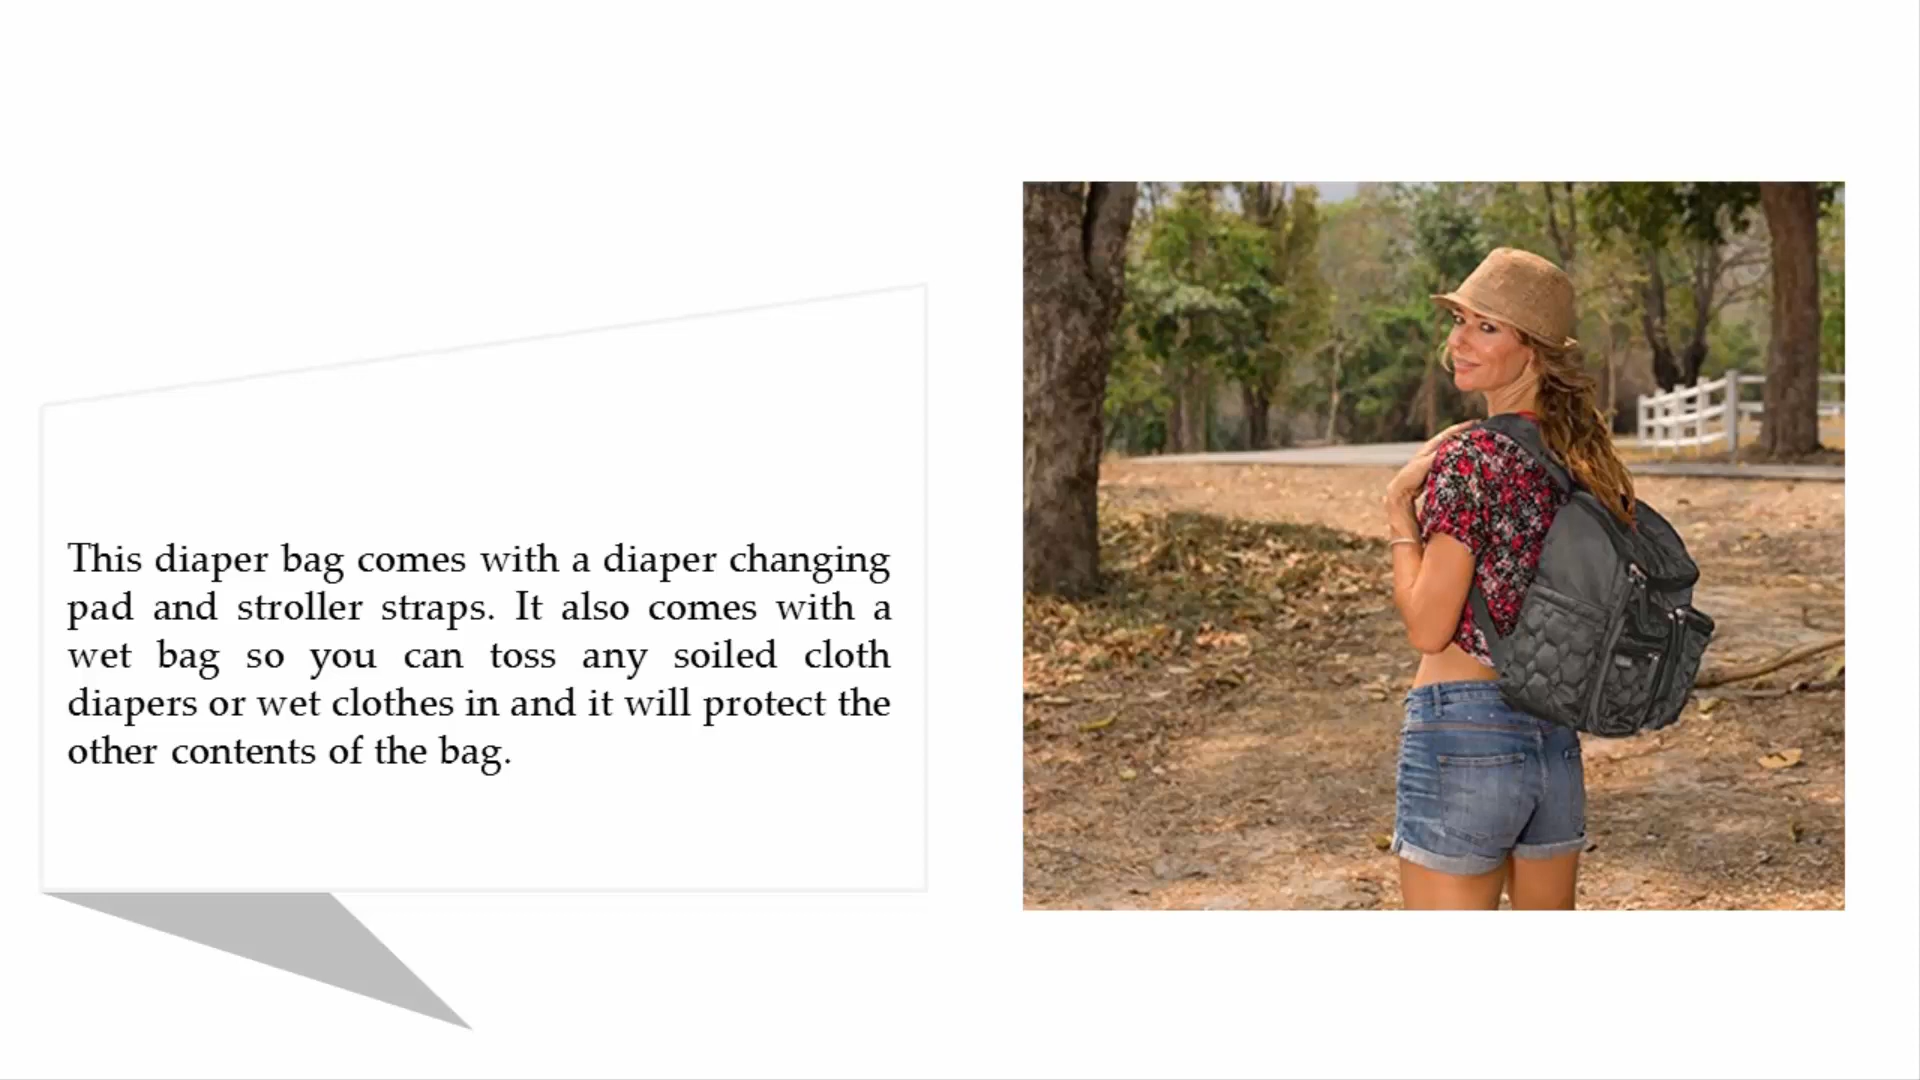 This diaper bag comes with a diaper changing
pad and stroller straps. It also comes with a
wet bag so you can toss any soiled cloth
diapers or wet clothes in and it will protect the
other contents of the bag.